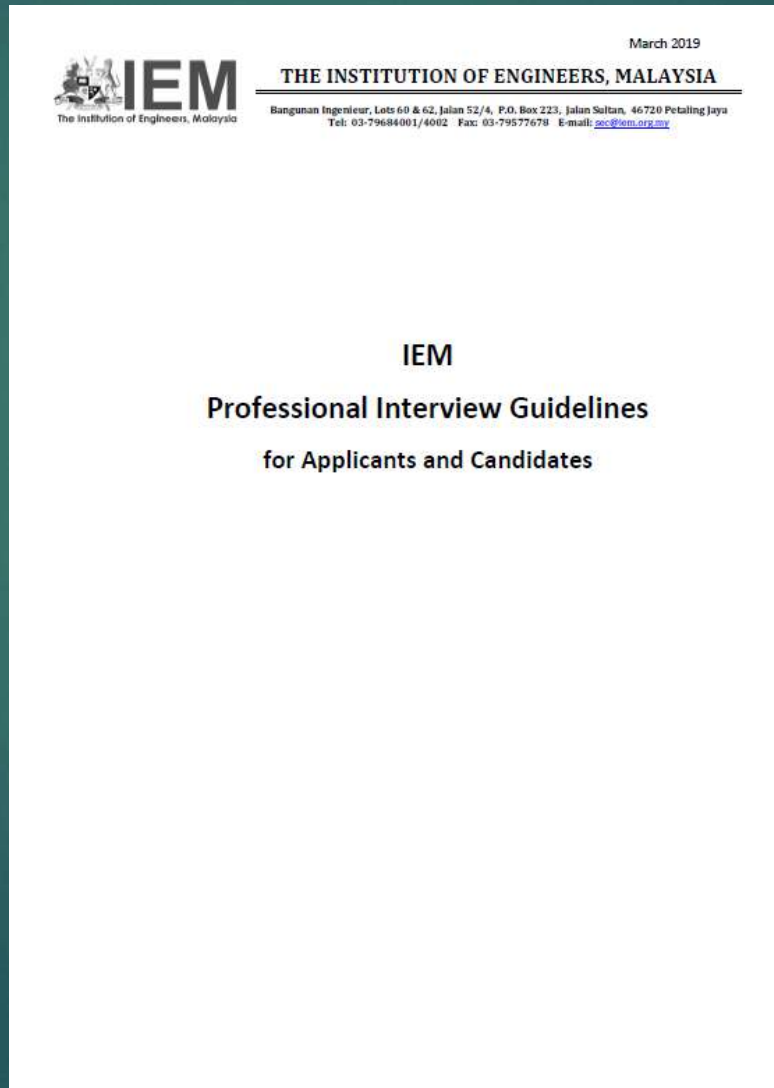 March 2019
IEM
The Institution of Engineers, Malaysia
THE INSTITUTION OF ENGINEERS, MALAYSIA
Bangunan Ingenieur, Lots 60 & 62, Jalan 52/4, P.O. Box 223, Jalan Sultan, 46720 Petaling Jaya
Tel: 03-79684001/4002 Fax: 03-79577678 E-mail: sec@iem.org.my
IEM
Professional Interview Guidelines
for Applicants and Candidates